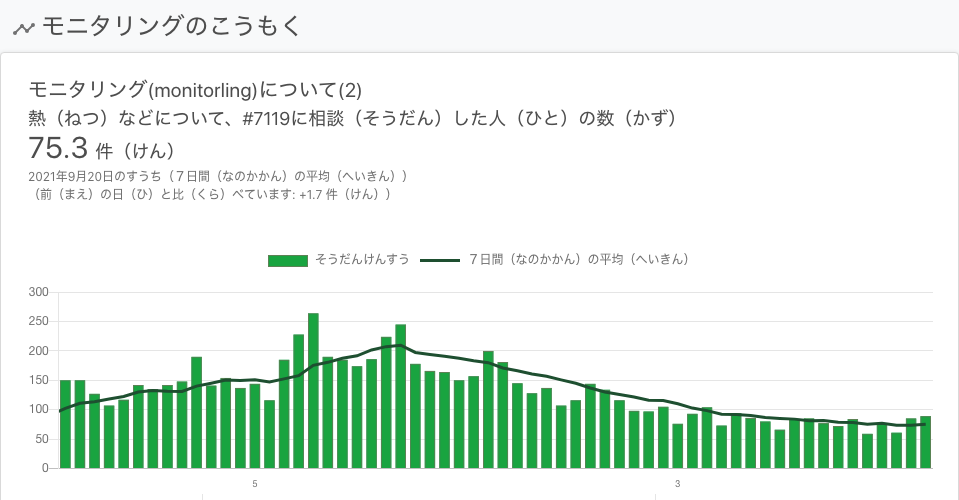 モニタリングのこうもく
モニタリング(monitorling)について(2)
熱（ねつ）などについて、#7119に相談（そうだん）した人（ひと）の数（かず）
75.3 件（けん）
2021年9月20日のすうち（７日間（なのかかん）の平均（へいきん））
（前（まえ）の日（ひ）と比（くら）べています: +1.7 件（けん））
そうだんけんすう
７日間（なのかかん）の平均（へいきん）
300
250
200
150
100
50
0
5
3